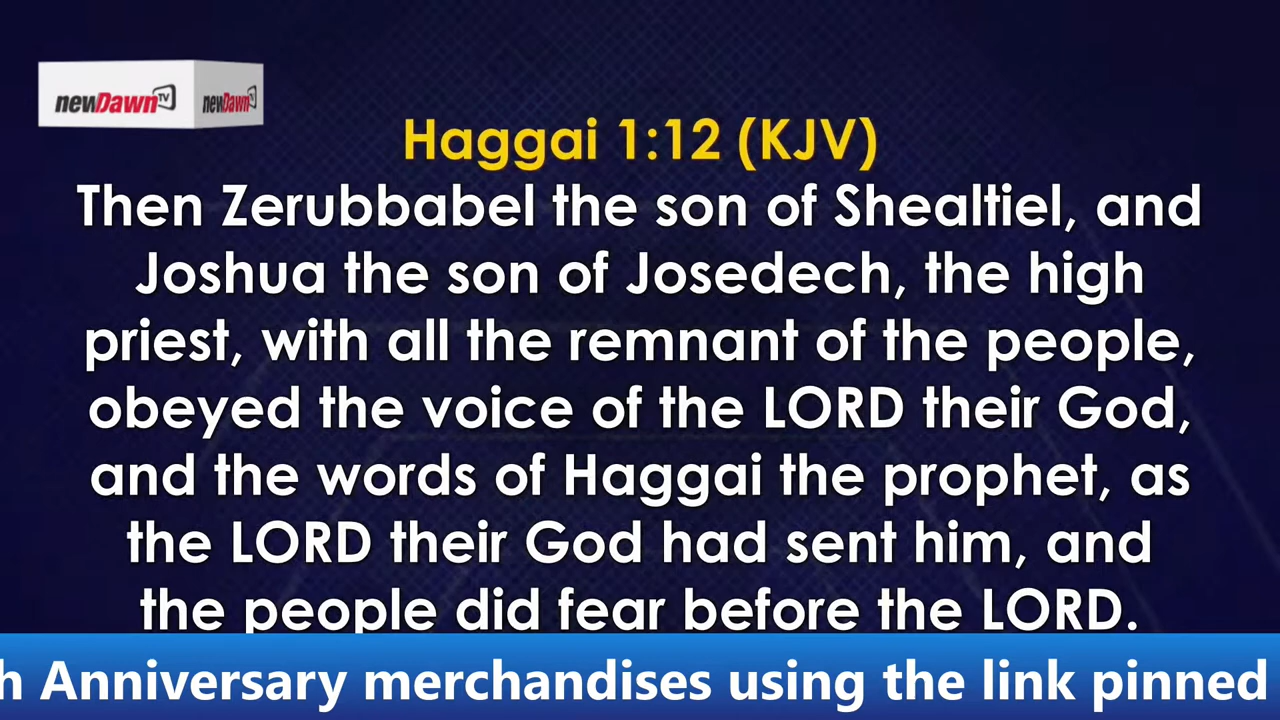 newDawn TV newDawn
Haggai 1:12 (KJV)
Then Zerubbabel the son of Shealtiel, and
Joshua the son of Josedech, the high
priest, with all the remnant of the people,
obeyed the voice of the LORD their God,
and the words of Haggai the prophet, as
the LORD their God had sent him, and
the people did fear before the LORD.
h Anniversary merchandises using the link pinned